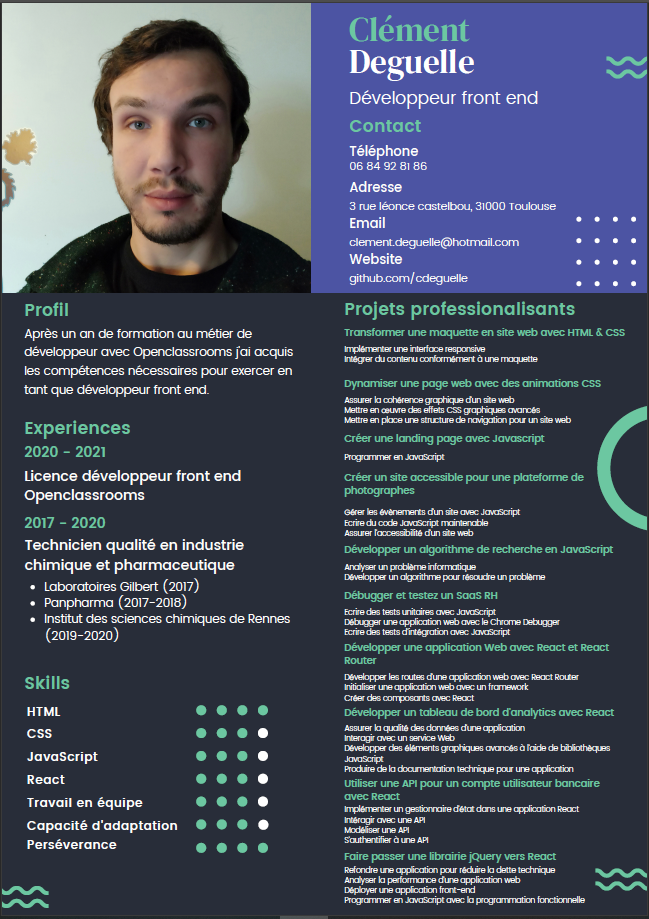 Clément
Deguelle
Développeur front end
Contact
Téléphone
06 84 92 81 86
Adresse
3 rue léonce castelbou, 31000 Toulouse
Email
clement.deguelle@hotmail.com
Website
github.com/cdeguelle
Profil
Après un an de formation au métier de
développeur avec Openclassrooms j'ai acquis
les compétences nécessaires pour exercer en
tant que développeur front end.
Experiences
2020 - 2021
Licence développeur front end
Openclassrooms
2017 - 2020
Technicien qualité en industrie
chimique et pharmaceutique
• Laboratoires Gilbert (2017)
• Panpharma (2017-2018)
• Institut des sciences chimiques de Rennes
(2019-2020)
Skills
HTML
CSS
JavaScript
React
Travail en équipe
Capacité d'adaptation
Persévérance
Projets professionalisants
Transformer une maquette en site web avec HTML & CSS
Implémenter une interface responsive
Intégrer du contenu conformément à une maquette
Dynamiser une page web avec des animations CSS
Assurer la cohérence graphique d'un site web
Mettre en œuvre des effets CSS graphiques avancés
Mettre en place une structure de navigation pour un site web
Créer une landing page avec Javascript
Programmer en JavaScript
Créer un site accessible pour une plateforme de
photographes
Gérer les évènements d'un site avec JavaScript
Ecrire du code JavaScript maintenable
Assurer l'accessibilité d'un site web
Développer un algorithme de recherche en JavaScript
Analyser un problème informatique
Développer un algorithme pour résoudre un problème
Débugger et testez un SaaS RH
Ecrire des tests unitaires avec JavaScript
Débugger une application web avec le Chrome Debugger
Ecrire des tests d'intégration avec JavaScript
Développer une application Web avec React et React
Router
Développer les routes d'une application web avec React Router
Initialiser une application web avec un framework
Créer des composants avec React
Développer un tableau de bord d'analytics avec React
Assurer la qualité des données d'une application
Interagir avec un service Web
Développer des éléments graphiques avancés à l'aide de bibliothèques
JavaScript
Produire de la documentation technique pour une application
Utiliser une API pour un compte utilisateur bancaire
avec React
Implémenter un gestionnaire d'état dans une application React
Intéragir avec une API
Modéliser une API
S'authentifier à une API
Faire passer une librairie jQuery vers React
Refondre une application pour réduire la dette technique
Analyser la performance d'une application web
Déployer une application front-end
Programmer en JavaScript avec la programmation fonctionnelle